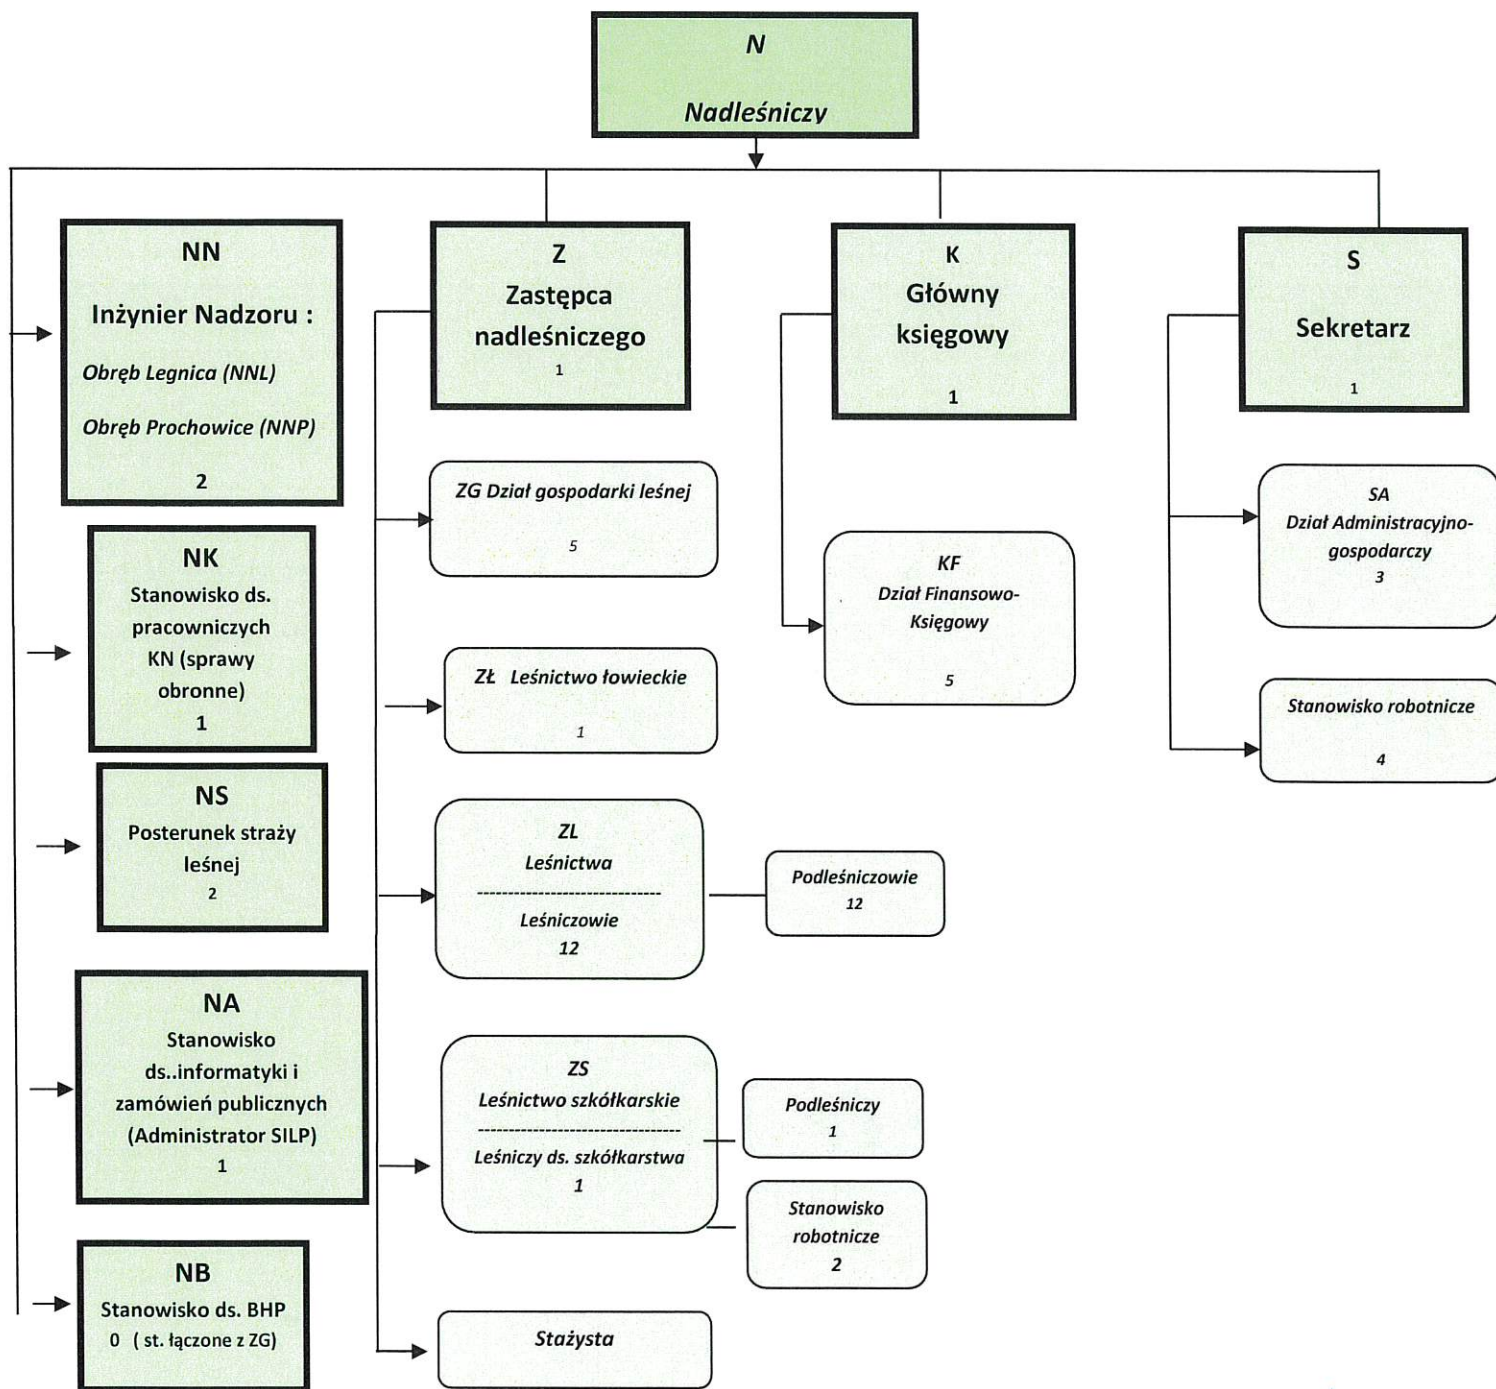 N
Nadleśniczy
NN
Inżynier Nadzoru :
Obręb Legnica (NNL)
Obręb Prochowice (NNP)
2
NK
Stanowisko ds.
pracowniczych
KN (sprawy
obronne)
1
NS
Posterunek straży
leśnej
2
NA
Stanowisko
ds..informatyki i
zamówień publicznych
(Administrator SILP)
1
NB
Stanowisko ds. BHP
0 ( st. łączone z ZG)
Z
Zastępca
nadleśniczego
1
ZG Dział gospodarki leśnej
5
ZŁ Leśnictwo łowieckie
1
ZL
Leśnictwa
------------------------------
Leśniczowie
12
Podleśniczowie
12
ZS
Leśnictwo szkółkarskie
---------------------------------
Leśniczy ds. szkółkarstwa
1
Podleśniczy
1
Stanowisko
robotnicze
2
Stażysta
K
Główny
księgowy
1
KF
Dział Finansowo-
Księgowy
5
S
Sekretarz
1
SA
Dział Administracyjno-
gospodarczy
3
Stanowisko robotnicze
4